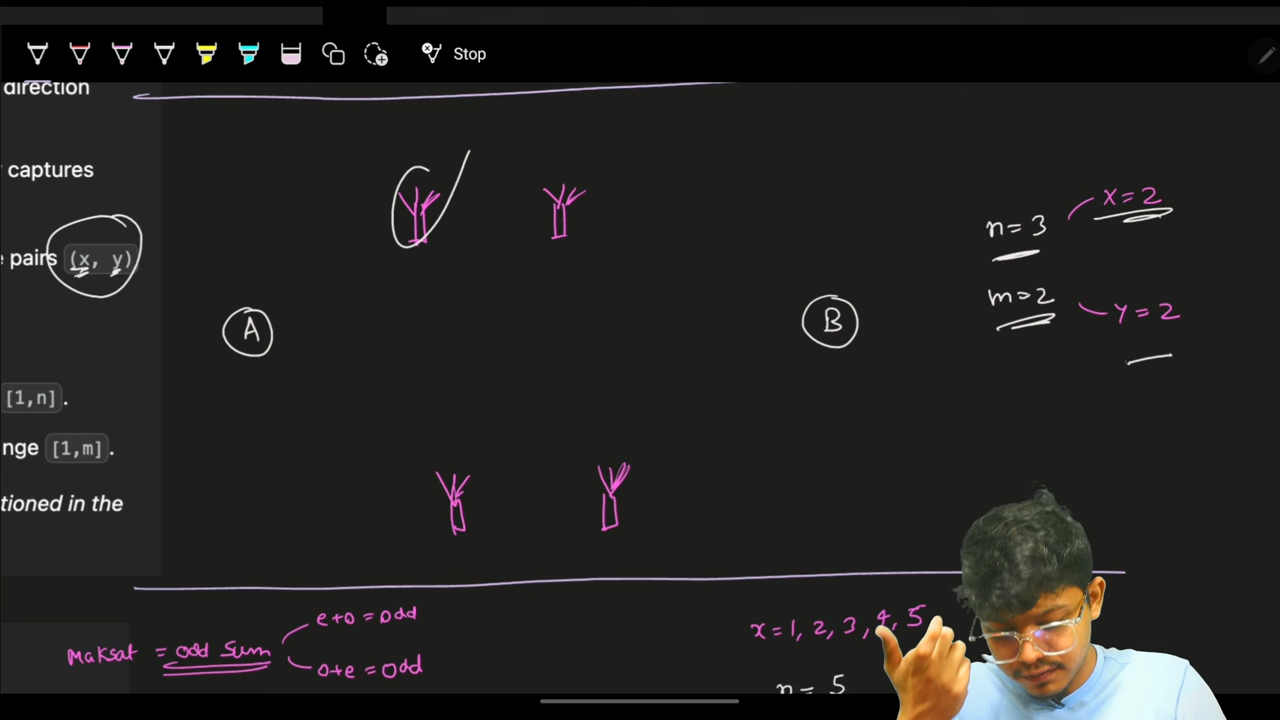 Stop
direction
captures
e pairs (x, y)
[1,n].
nge [1,m].
tioned in the
A
B
n=3
x=2
m=2
y=2
Maksat = odd sum
e+o = odd
o+e = odd
x=1, 2, 3, 4, 5
n= 5